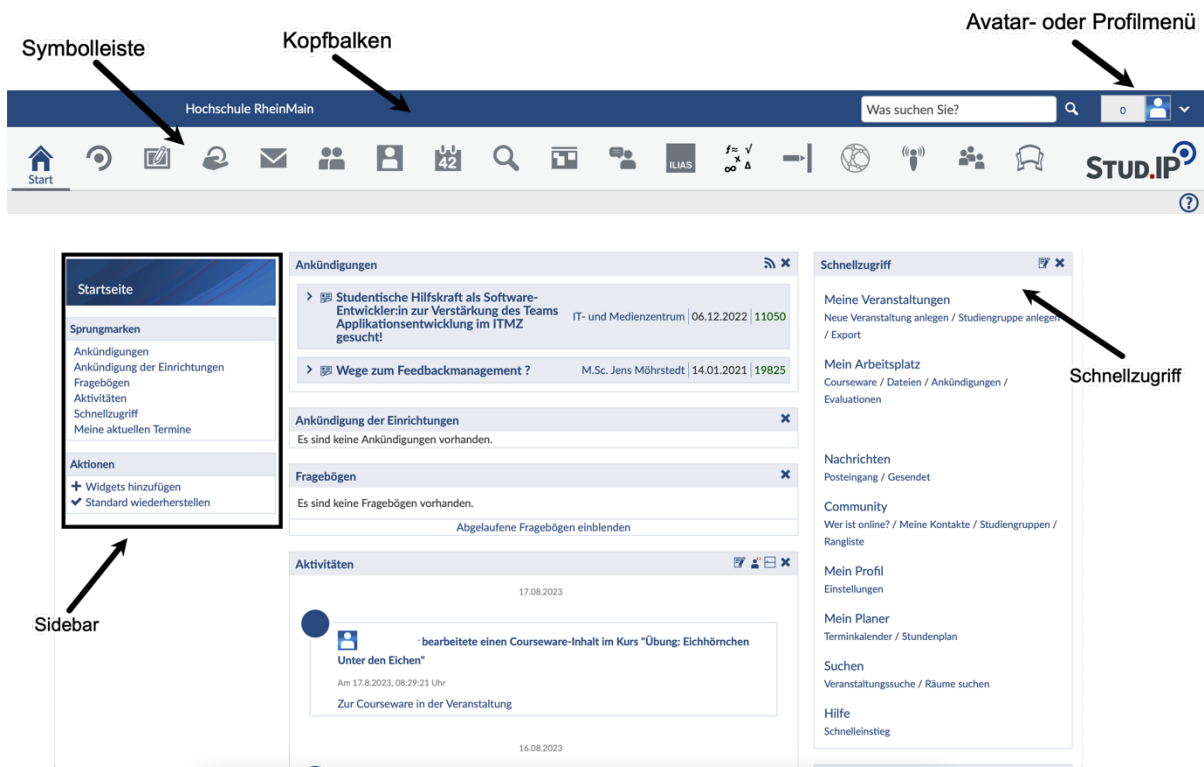 Avatar- oder Profilmenü
Symbolleiste
Kopfbalken
Hochschule RheinMain
Was suchen Sie?
0
Start
42
ILIAS
f≈ √
x
∞ Δ
STUD.IP
?
Startseite
Sprungmarken
Ankündigungen
Ankündigung der Einrichtungen
Fragebögen
Aktivitäten
Schnellzugriff
Meine aktuellen Termine
Aktionen
Widgets hinzufügen
Standard wiederherstellen
Sidebar
Ankündigungen
Studentische Hilfskraft als Software-
Entwickler:in zur Verstärkung des Teams
Applikationsentwicklung im ITMZ
gesucht!
IT- und Medienzentrum 06.12.2022 11050
Wege zum Feedbackmanagement ? M.Sc. Jens Möhrstedt 14.01.2021 19825
Ankündigung der Einrichtungen
Es sind keine Ankündigungen vorhanden.
Fragebögen
Es sind keine Fragebögen vorhanden.
Abgelaufene Fragebögen einblenden
Aktivitäten
17.08.2023
bearbeitete einen Courseware-Inhalt im Kurs "Übung: Eichhörnchen
Unter den Eichen"
Am 17.8.2023, 08:29:21 Uhr
Zur Courseware in der Veranstaltung
16.08.2023
Schnellzugriff
Meine Veranstaltungen
Neue Veranstaltung anlegen / Studiengruppe anlegen
/ Export
Mein Arbeitsplatz
Courseware / Dateien / Ankündigungen /
Evaluationen
Schnellzugriff
Nachrichten
Posteingang / Gesendet
Community
Wer ist online? / Meine Kontakte / Studiengruppen /
Rangliste
Mein Profil
Einstellungen
Mein Planer
Terminkalender / Stundenplan
Suchen
Veranstaltungssuche / Räume suchen
Hilfe
Schnelleinstieg